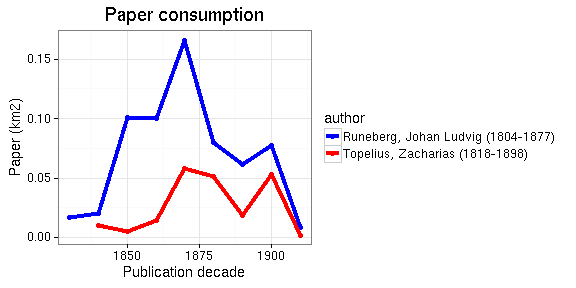 Paper consumption
Paper (km2)
0.15
0.10
0.05
0.00
1850 1875 1900
Publication decade
author
Runeberg, Johan Ludvig (1804-1877)
Topelius, Zacharias (1818-1898)